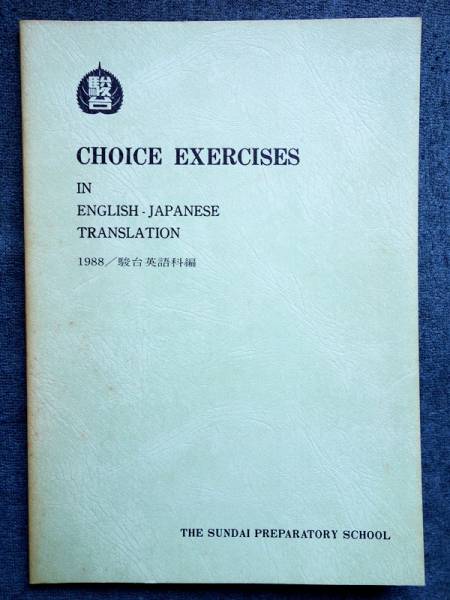 駿台
CHOICE EXERCISES
IN
ENGLISH-JAPANESE
TRANSLATION
1988／駿台英語科編
THE SUNDAI PREPARATORY SCHOOL